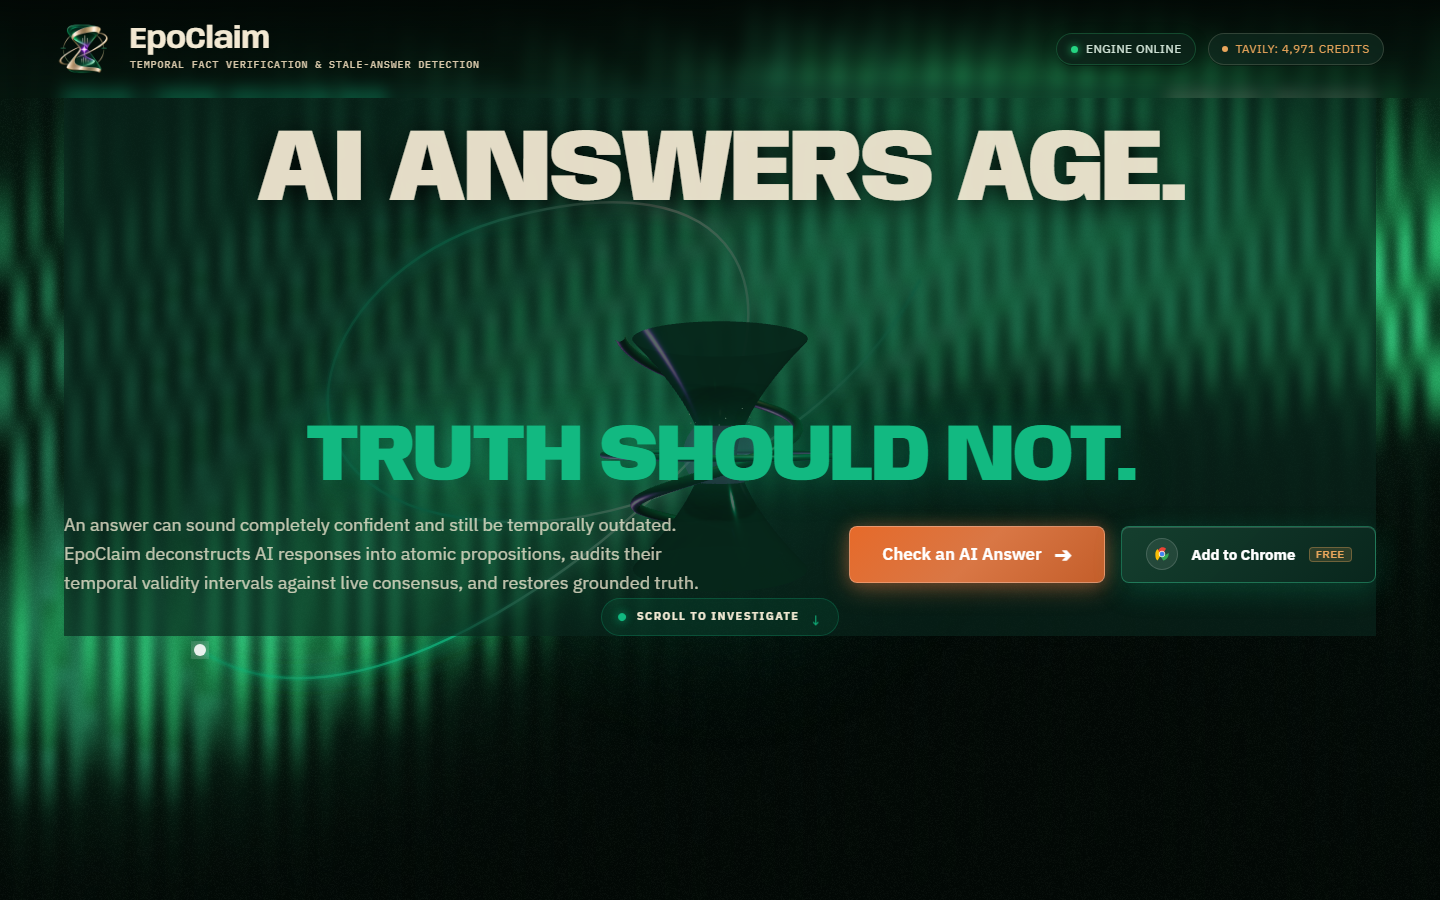 EpoClaim
TEMPORAL FACT VERIFICATION & STALE-ANSWER DETECTION
ENGINE ONLINE
TAVILY: 4,971 CREDITS
AI ANSWERS AGE.
TRUTH SHOULD NOT.
An answer can sound completely confident and still be temporally outdated.
EpoClaim deconstructs AI responses into atomic propositions, audits their
temporal validity intervals against live consensus, and restores grounded truth.
Check an AI Answer ➔
Add to Chrome FREE
SCROLL TO INVESTIGATE ↓